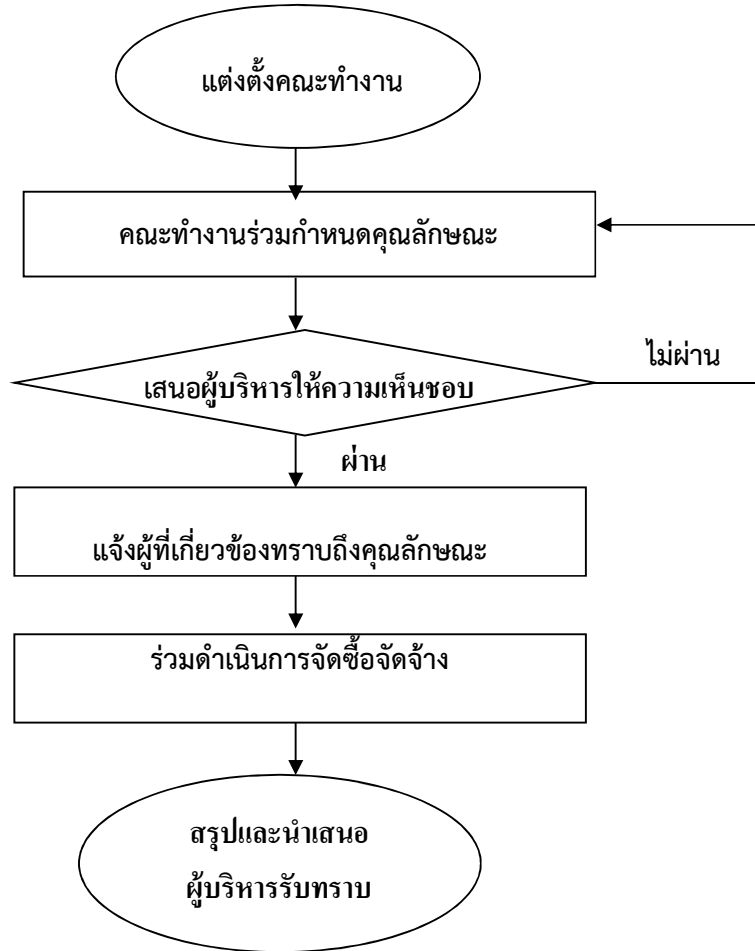 แต่งตั้งคณะทำงาน
คณะทำงานร่วมกำหนดคุณลักษณะ
ไม่ผ่าน
เสนอผู้บริหารให้ความเห็นชอบ
ผ่าน
แจ้งผู้ที่เกี่ยวข้องทราบถึงคุณลักษณะ
ร่วมดำเนินการจัดซื้อจัดจ้าง
สรุปและนำเสนอ
ผู้บริหารรับทราบ